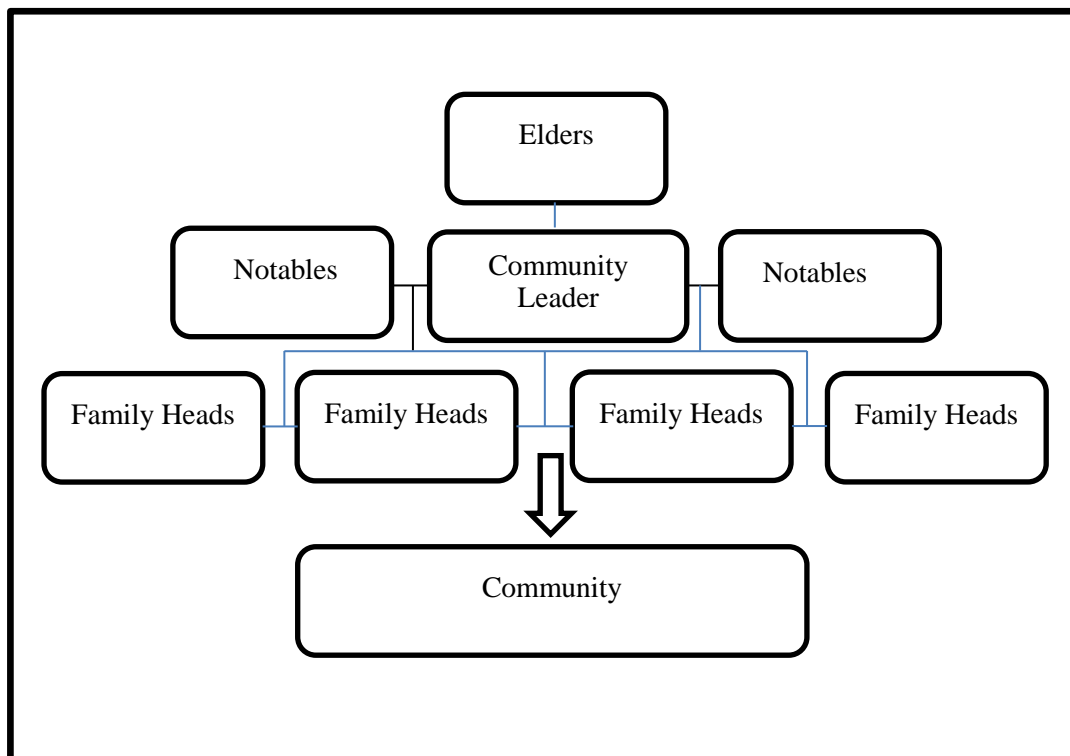 Elders
Notables
Community
Leader
Notables
Family Heads
Family Heads
Family Heads
Family Heads
Community